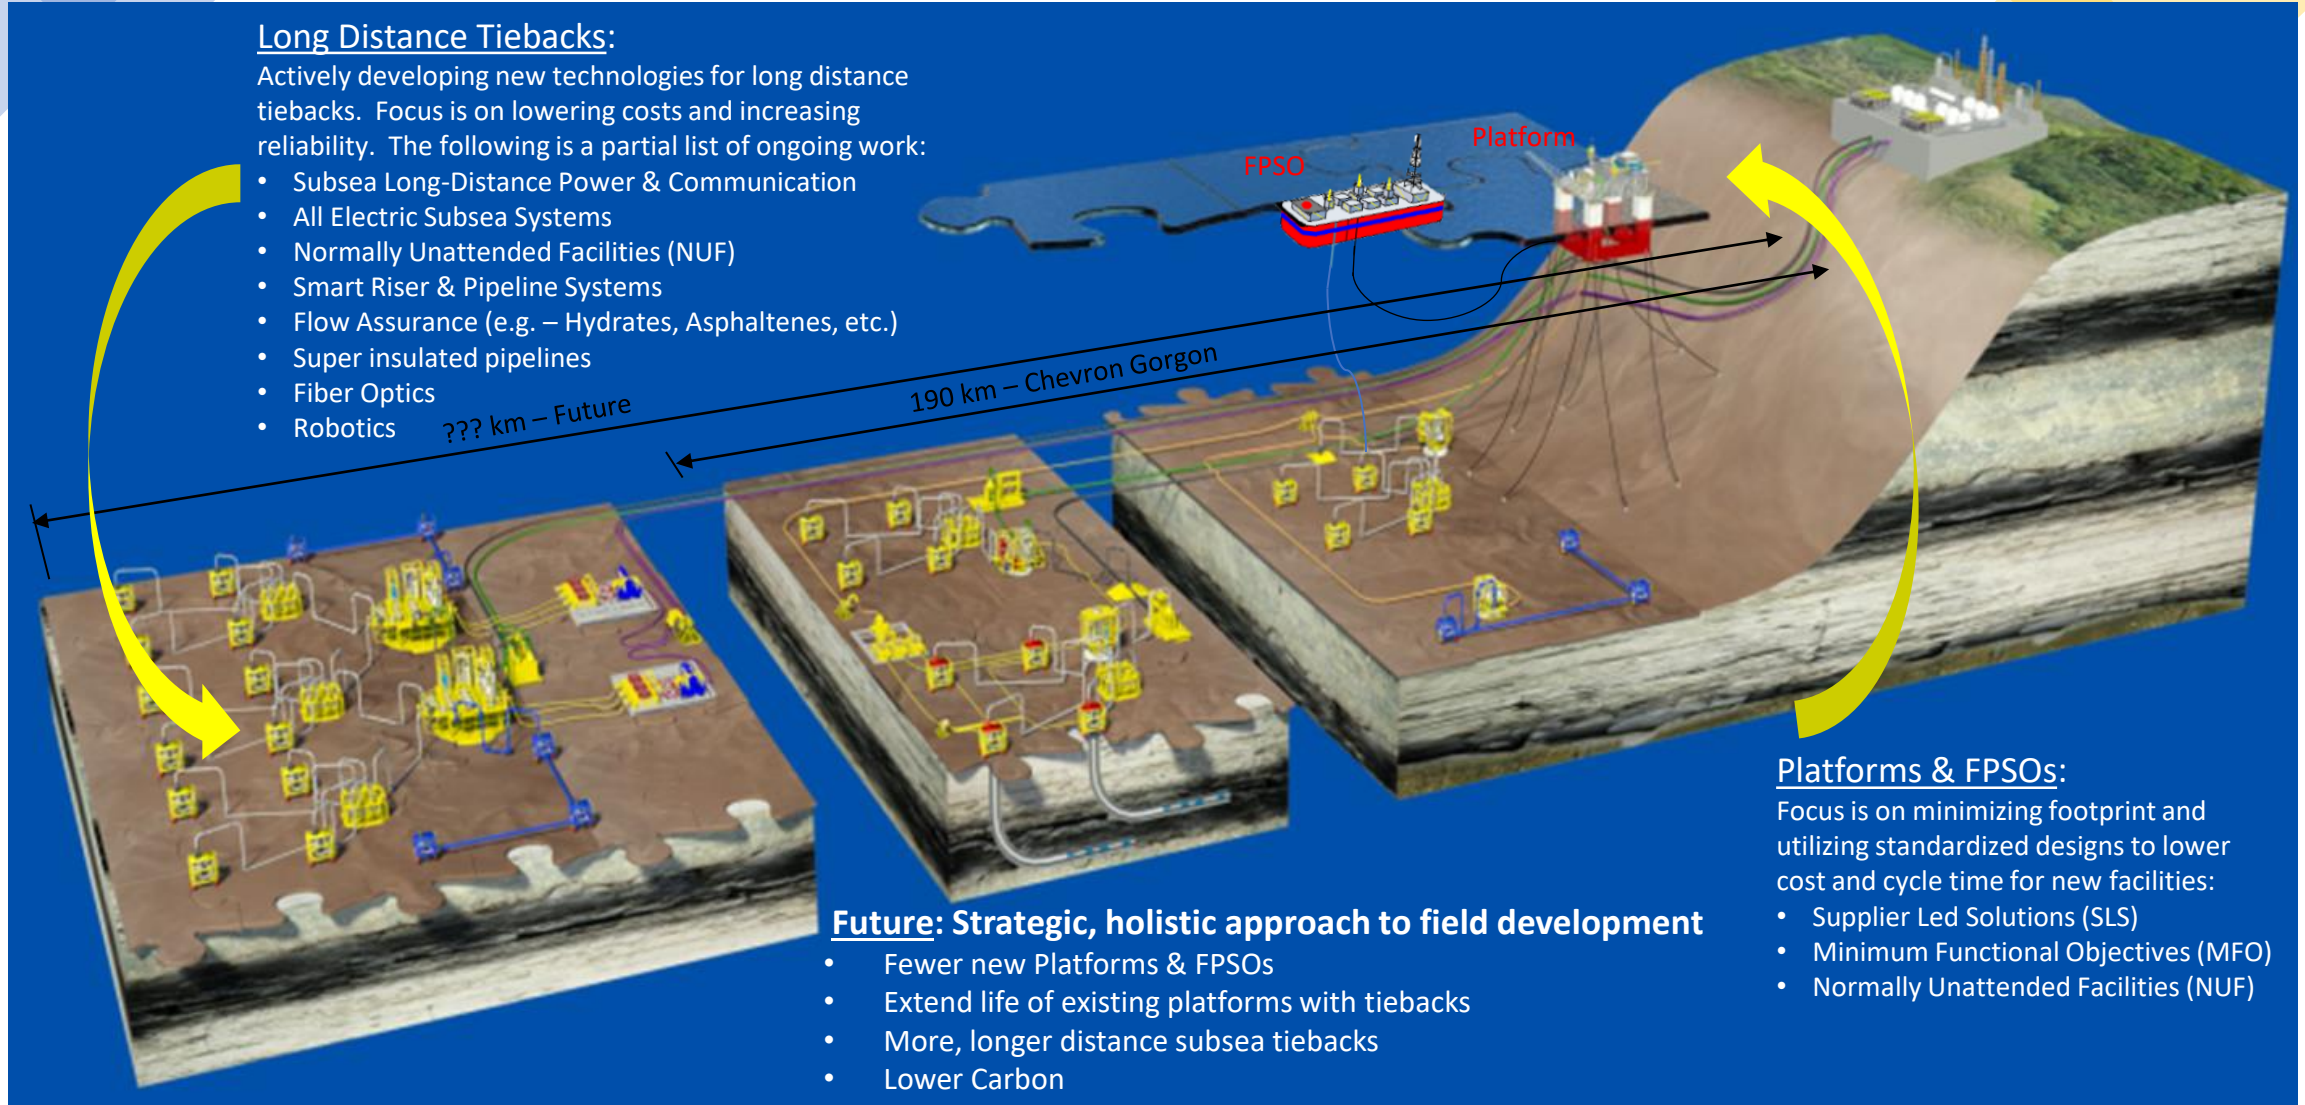 Long Distance Tiebacks:
Actively developing new technologies for long distance
tiebacks. Focus is on lowering costs and increasing
reliability. The following is a partial list of ongoing work:
• Subsea Long-Distance Power & Communication
• All Electric Subsea Systems
• Normally Unattended Facilities (NUF)
• Smart Riser & Pipeline Systems
• Flow Assurance (e.g. – Hydrates, Asphaltenes, etc.)
• Super insulated pipelines
• Fiber Optics
• Robotics
??? km – Future
190 km – Chevron Gorgon
FPSO
Platform
Platforms & FPSOs:
Focus is on minimizing footprint and
utilizing standardized designs to lower
cost and cycle time for new facilities:
• Supplier Led Solutions (SLS)
• Minimum Functional Objectives (MFO)
• Normally Unattended Facilities (NUF)
Future: Strategic, holistic approach to field development
• Fewer new Platforms & FPSOs
• Extend life of existing platforms with tiebacks
• More, longer distance subsea tiebacks
• Lower Carbon